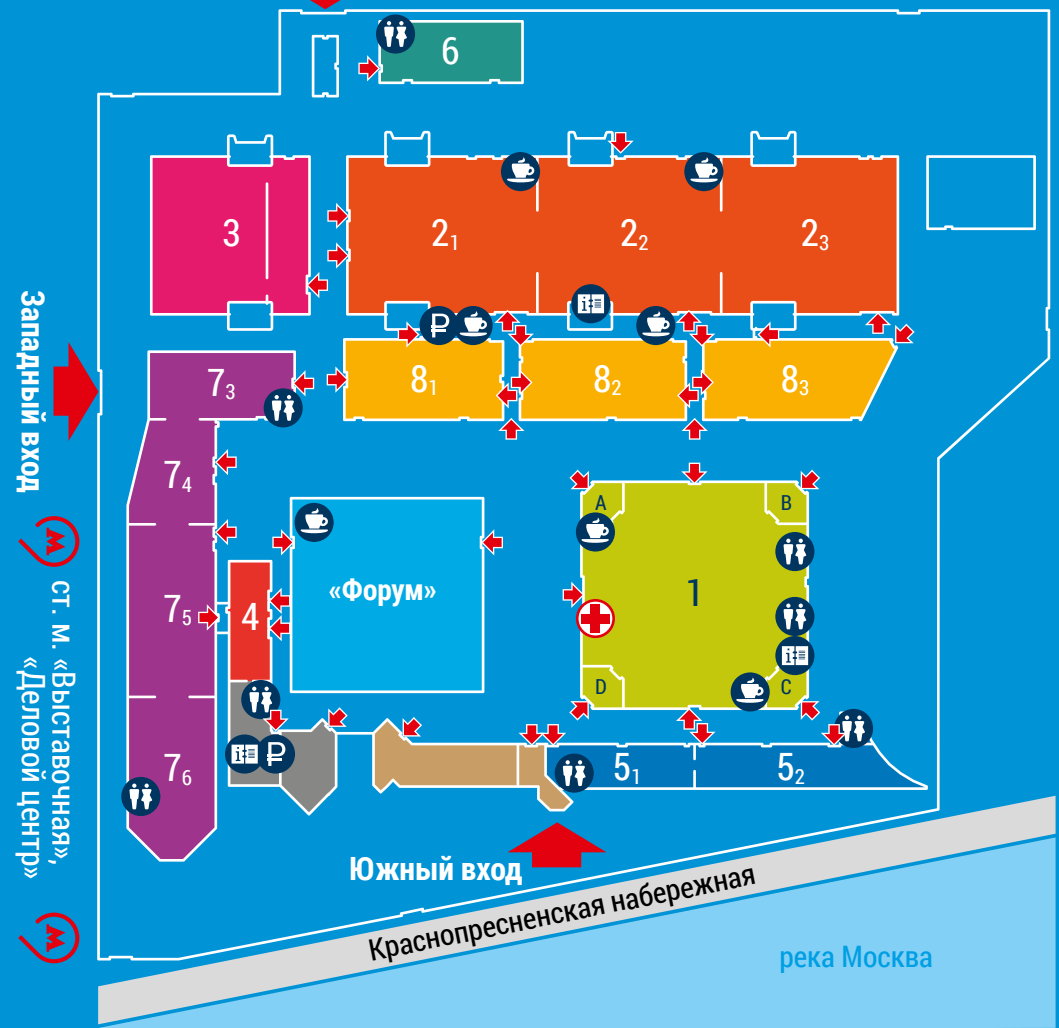 6
3
2₁
2₂
2₃
7₃
8₁
8₂
8₃
Западный вход
7₄
A
B
«Форум»
1
7₅
4
ст. м. «Выставочная»,
«Деловой центр»
D
C
7₆
5₁
5₂
Южный вход
Краснопресненская набережная
река Москва